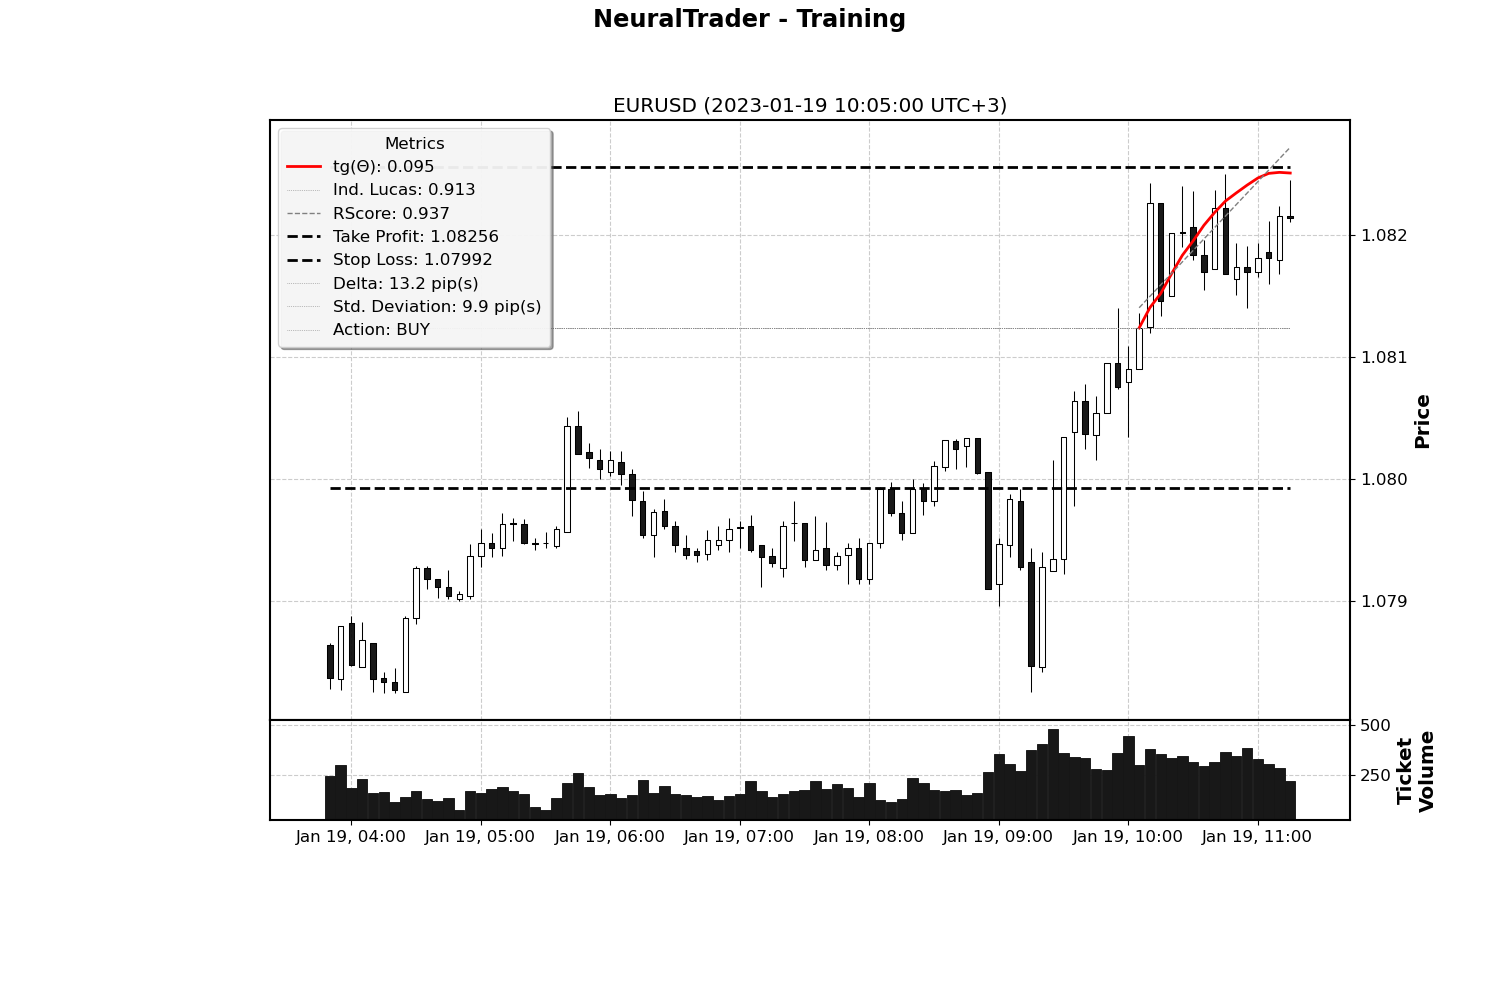 NeuralTrader - Training
EURUSD (2023-01-19 10:05:00 UTC+3)
Metrics
tg(Θ): 0.095
Ind. Lucas: 0.913
RScore: 0.937
Take Profit: 1.08256
Stop Loss: 1.07992
Delta: 13.2 pip(s)
Std. Deviation: 9.9 pip(s)
Action: BUY
1.082
1.081
1.080
1.079
Price
500
250
Ticket
Volume
Jan 19, 04:00
Jan 19, 05:00
Jan 19, 06:00
Jan 19, 07:00
Jan 19, 08:00
Jan 19, 09:00
Jan 19, 10:00
Jan 19, 11:00